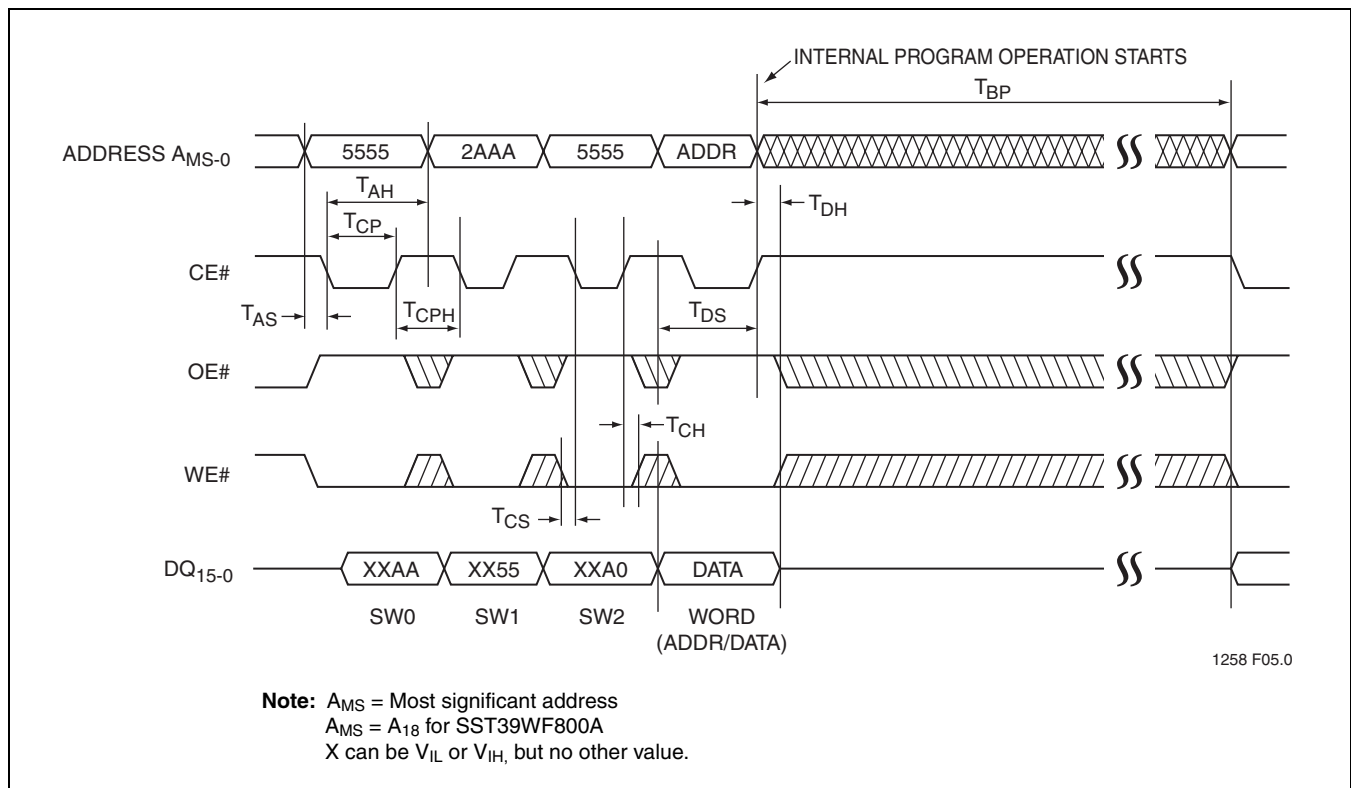 INTERNAL PROGRAM OPERATION STARTS
TBP
ADDRESS AMS-0
5555
2AAA
5555
ADDR
TAH
TDH
TCP
CE#
TAS
TCPH
TDS
OE#
TCH
WE#
TCS
DQ15-0
XXAA
XX55
XXA0
DATA
SW0
SW1
SW2
WORD
(ADDR/DATA)
1258 F05.0
Note: AMS = Most significant address
AMS = A18 for SST39WF800A
X can be VIL or VIH, but no other value.